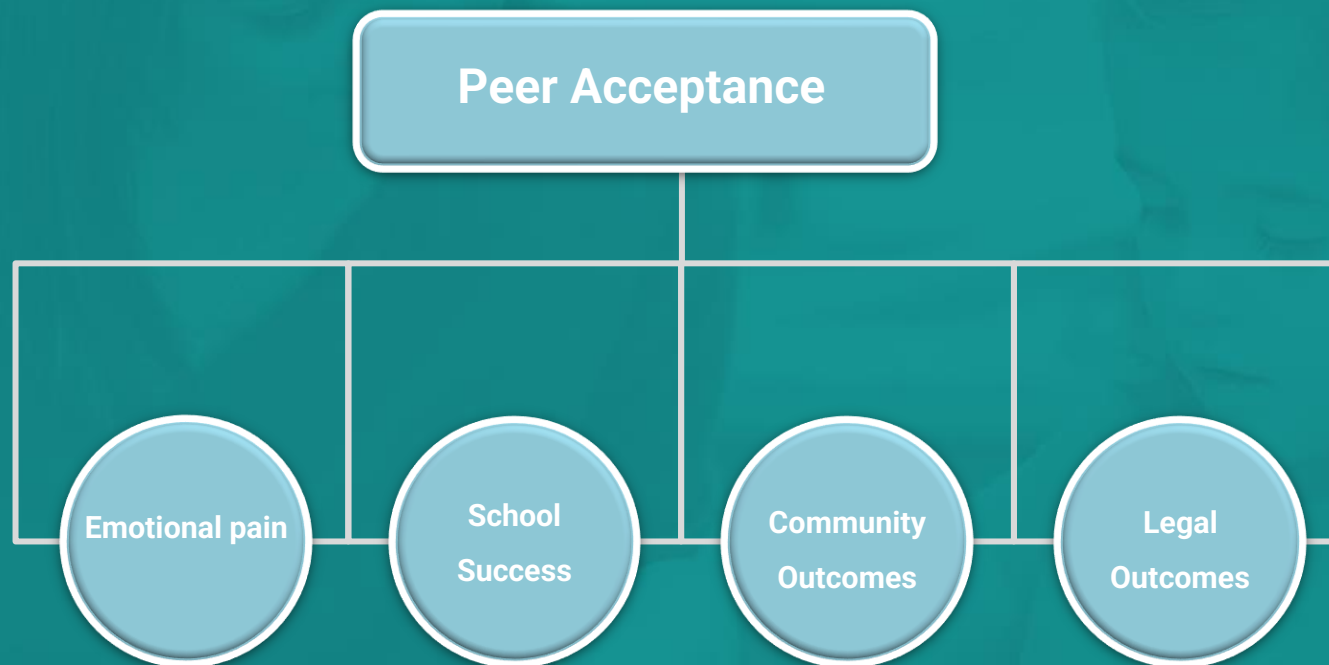 Peer Acceptance
Emotional pain
School
Success
Community
Outcomes
Legal
Outcomes